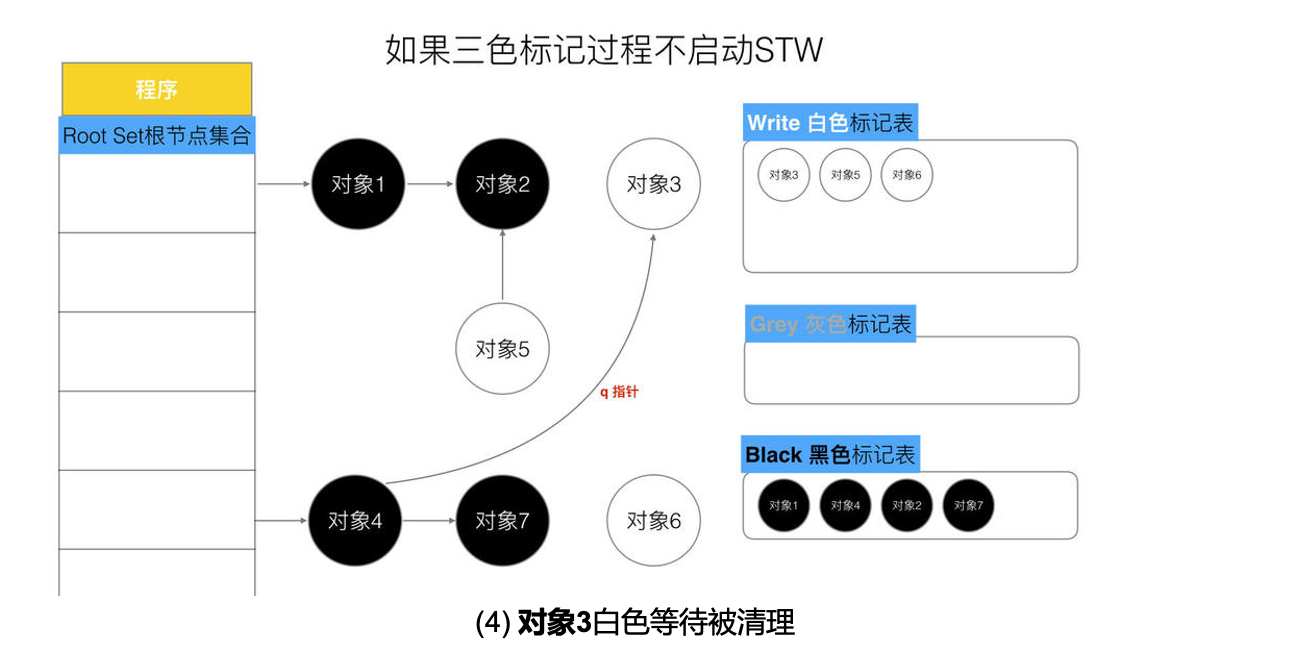 如果三色标记过程不启动STW
程序
Root Set根节点集合
对象1
对象2
对象3
对象5
q 指针
对象4
对象7
对象6
Write 白色标记表
对象3
对象5
对象6
Grey 灰色标记表
Black 黑色标记表
对象1
对象4
对象2
对象7
(4) 对象3白色等待被清理